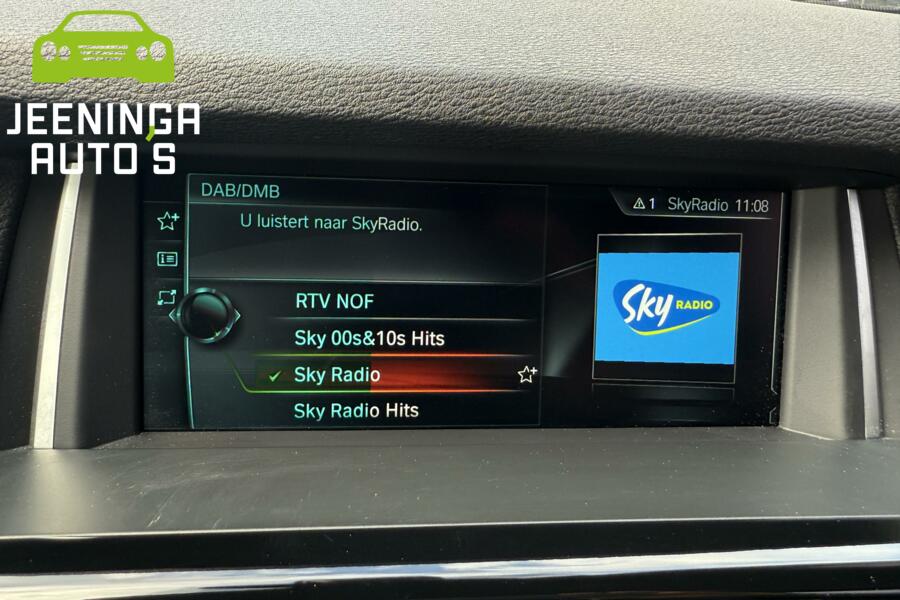 JEENINGA
AUTO'S
DAB/DMB
U luistert naar SkyRadio.
1 SkyRadio 11:08
RTV NOF
Sky 00s&10s Hits
Sky Radio
Sky Radio Hits
Sky RADIO